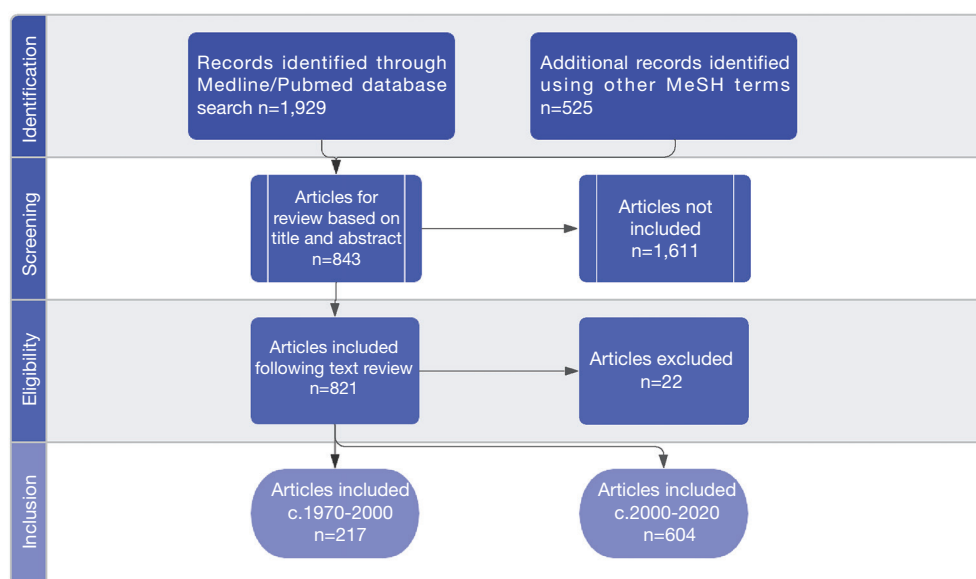 Identification
Records identified through
Medline/Pubmed database
search n=1,929
Additional records identified
using other MeSH terms
n=525
Screening
Articles for
review based on
title and abstract
n=843
Articles not
included
n=1,611
Eligibility
Articles included
following text review
n=821
Articles excluded
n=22
Inclusion
Articles included
c.1970-2000
n=217
Articles included
c.2000-2020
n=604